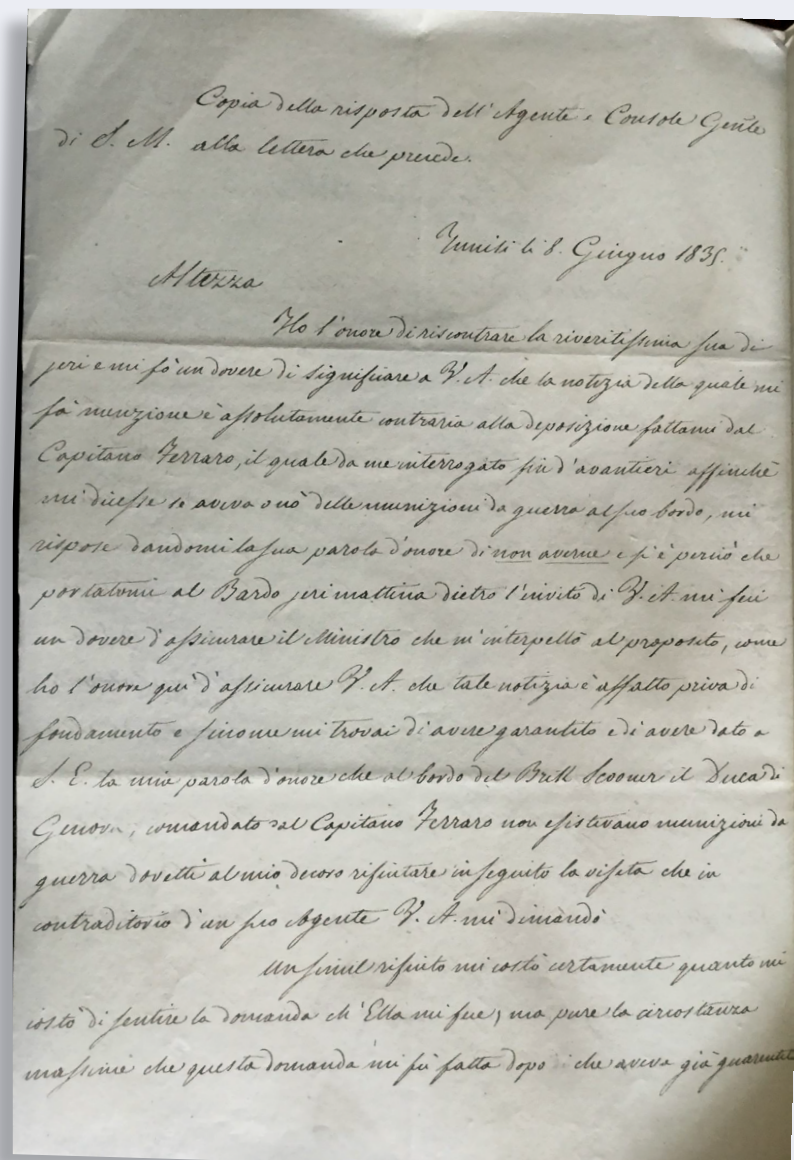 Copia della risposta dell'Agente e Console Gen.le
di S. M. alla lettera che precede.
Tunisi li 8. Giugno 1835.
Altezza
Ho l'onore di riscontrare la riveritissima sua di
jeri e mi fò un dovere di significare a V. A. che la notizia della quale mi
fà menzione è assolutamente contraria alla deposizione fattami dal
Capitano Ferraro, il quale da me interrogato fin d'avantieri affinchè
mi dicesse se aveva o nò delle munizioni da guerra al suo bordo, mi
rispose dandomi la sua parola d'onore di non averne e si è perciò che
portatomi al Bardo jeri mattina dietro l'invito di V. A. mi feci
un dovere d'assicurare il Ministro che m'interpellò al proposito, come
ho l'onore quì d'assicurare V. A. che tale notizia è affatto priva di
fondamento e siccome mi trovai di avere garantito e di avere dato a
S. E. la mia parola d'onore che al bordo del Brik Scooner il Duca di
Genova, comandato dal Capitano Ferraro non esistevano munizioni da
guerra dovetti al mio decoro rifiutare in seguito la visita che in
contraditorio d'un suo Agente V. A. mi dimandò
Un simil rifiuto mi costò certamente quanto mi
costò di sentire la domanda ch'Ella mi fece, ma pure la circostanza
massime che questa domanda mi fù fatta dopo che aveva già guarentito